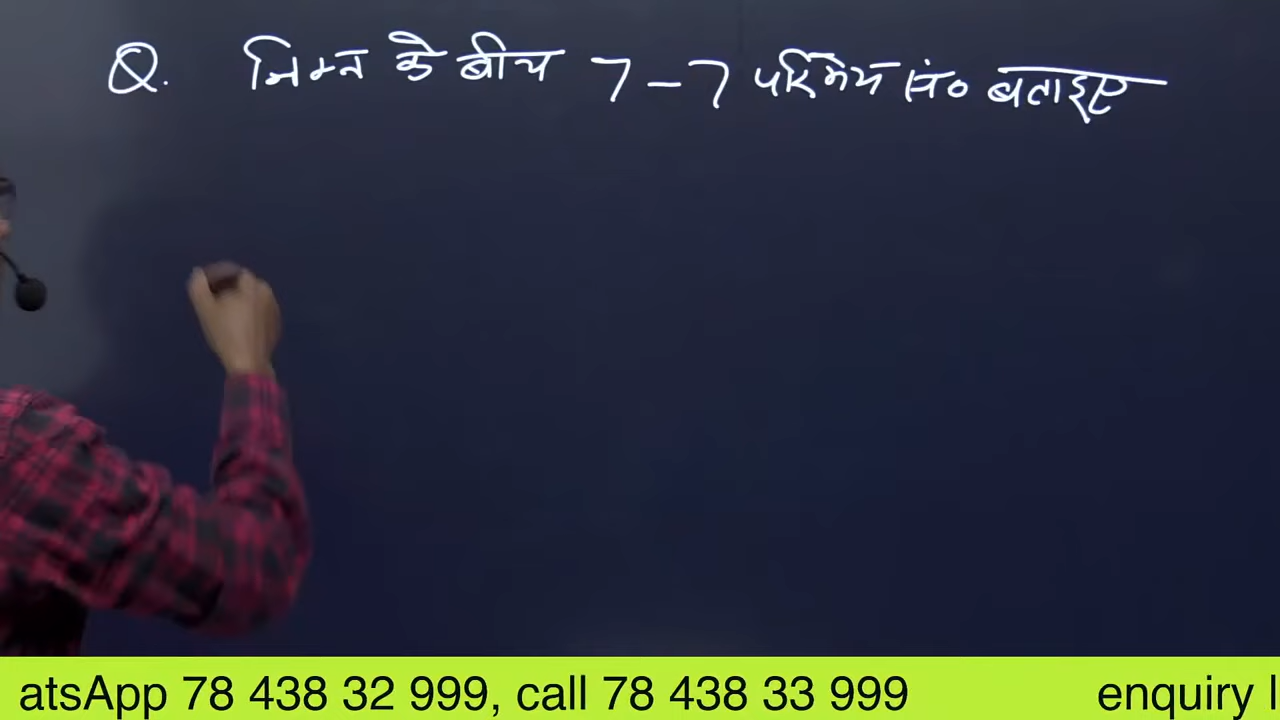 Q. निम्न के बीच 7-7 परिमेय सं० बताइए
atsApp 78 438 32 999, call 78 438 33 999 enquiry l